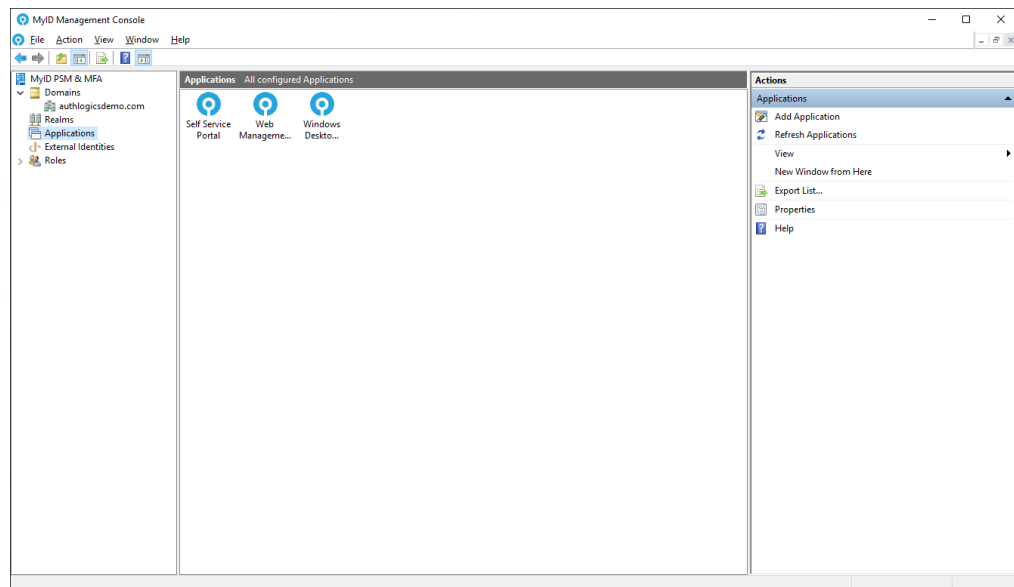 MyID Management Console
File Action View Window Help
MyID PSM & MFA
Domains
authlogicsdemo.com
Realms
Applications
External Identities
Roles
Applications All configured Applications
Self Service
Portal
Web
Manageme...
Windows
Deskto...
Actions
Applications
Add Application
Refresh Applications
View
New Window from Here
Export List...
Properties
Help